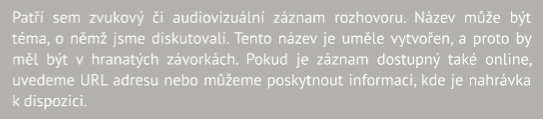 Patří sem zvukový či audiovizuální záznam rozhovoru. Název může být
téma, o němž jsme diskutovali. Tento název je uměle vytvořen, a proto by
měl být v hranatých závorkách. Pokud je záznam dostupný také online,
uvedeme URL adresu nebo můžeme poskytnout informaci, kde je nahrávka
k dispozici.